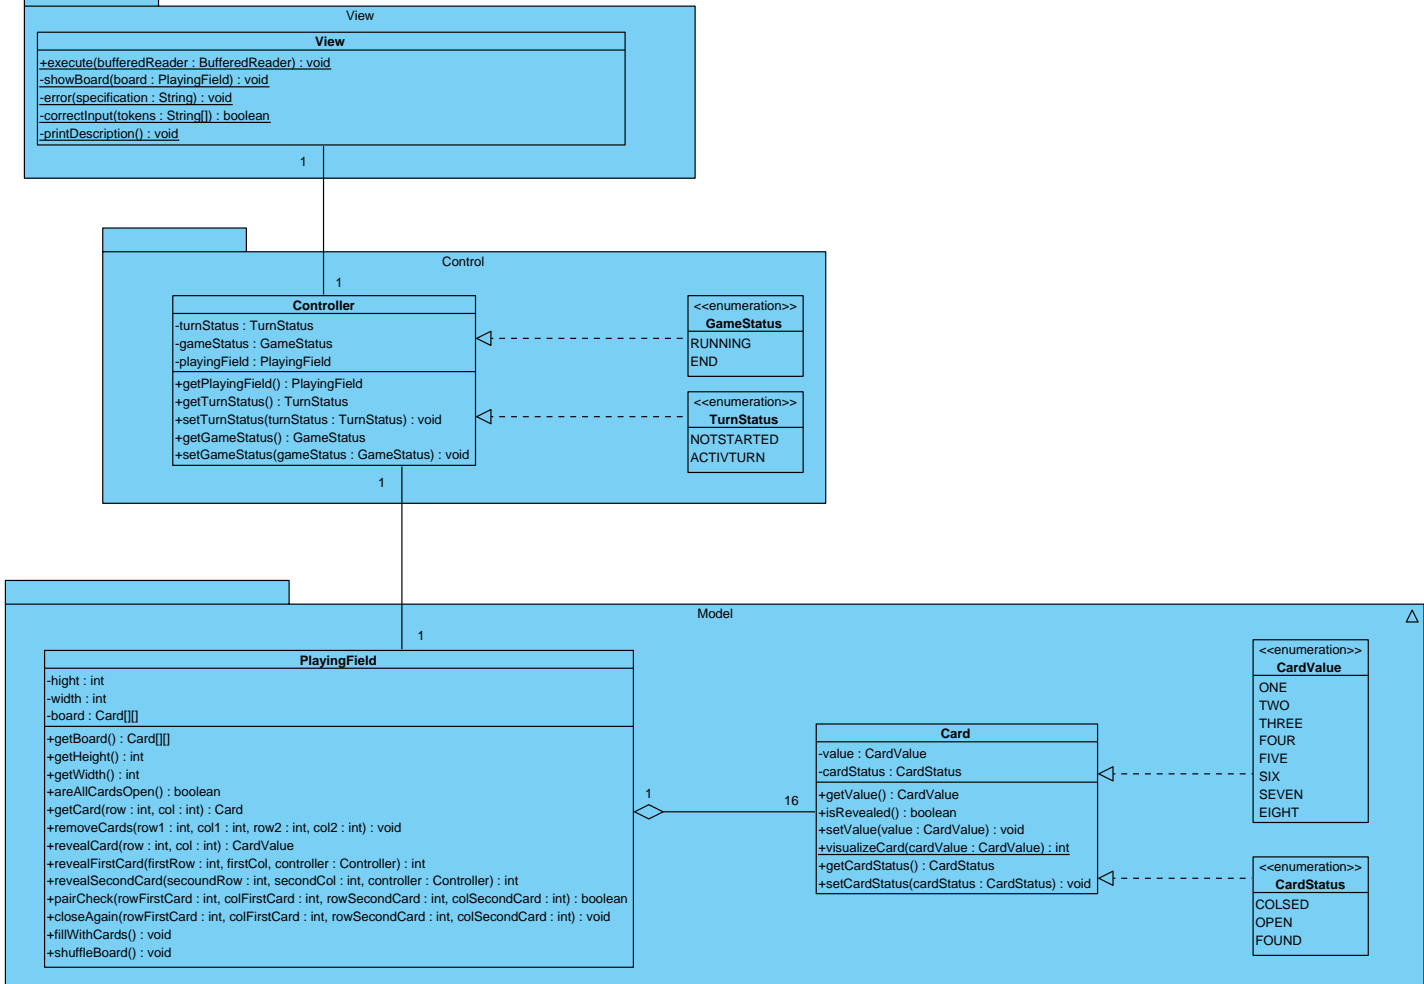 View
View
+execute(bufferedReader : BufferedReader) : void
-showBoard(board : PlayingField) : void
-error(specification : String) : void
-correctInput(tokens : String[]) : boolean
-printDescription() : void
1
Control
1
Controller
-turnStatus : TurnStatus
-gameStatus : GameStatus
-playingField : PlayingField
+getPlayingField() : PlayingField
+getTurnStatus() : TurnStatus
+setTurnStatus(turnStatus : TurnStatus) : void
+getGameStatus() : GameStatus
+setGameStatus(gameStatus : GameStatus) : void
<<enumeration>>
GameStatus
RUNNING
END
<<enumeration>>
TurnStatus
NOTSTARTED
ACTIVTURN
1
Model
1
PlayingField
-hight : int
-width : int
-board : Card[][]
+getBoard() : Card[][]
+getHeight() : int
+getWidth() : int
+areAllCardsOpen() : boolean
+getCard(row : int, col : int) : Card
+removeCards(row1 : int, col1 : int, row2 : int, col2 : int) : void
+revealCard(row : int, col : int) : CardValue
+revealFirstCard(firstRow : int, firstCol, controller : Controller) : int
+revealSecondCard(secoundRow : int, secondCol : int, controller : Controller) : int
+pairCheck(rowFirstCard : int, colFirstCard : int, rowSecondCard : int, colSecondCard : int) : boolean
+closeAgain(rowFirstCard : int, colFirstCard : int, rowSecondCard : int, colSecondCard : int) : void
+fillWithCards() : void
+shuffleBoard() : void
1
16
Card
-value : CardValue
-cardStatus : CardStatus
+getValue() : CardValue
+isRevealed() : boolean
+setValue(value : CardValue) : void
+visualizeCard(cardValue : CardValue) : int
+getCardStatus() : CardStatus
+setCardStatus(cardStatus : CardStatus) : void
<<enumeration>>
CardValue
ONE
TWO
THREE
FOUR
FIVE
SIX
SEVEN
EIGHT
<<enumeration>>
CardStatus
COLSED
OPEN
FOUND